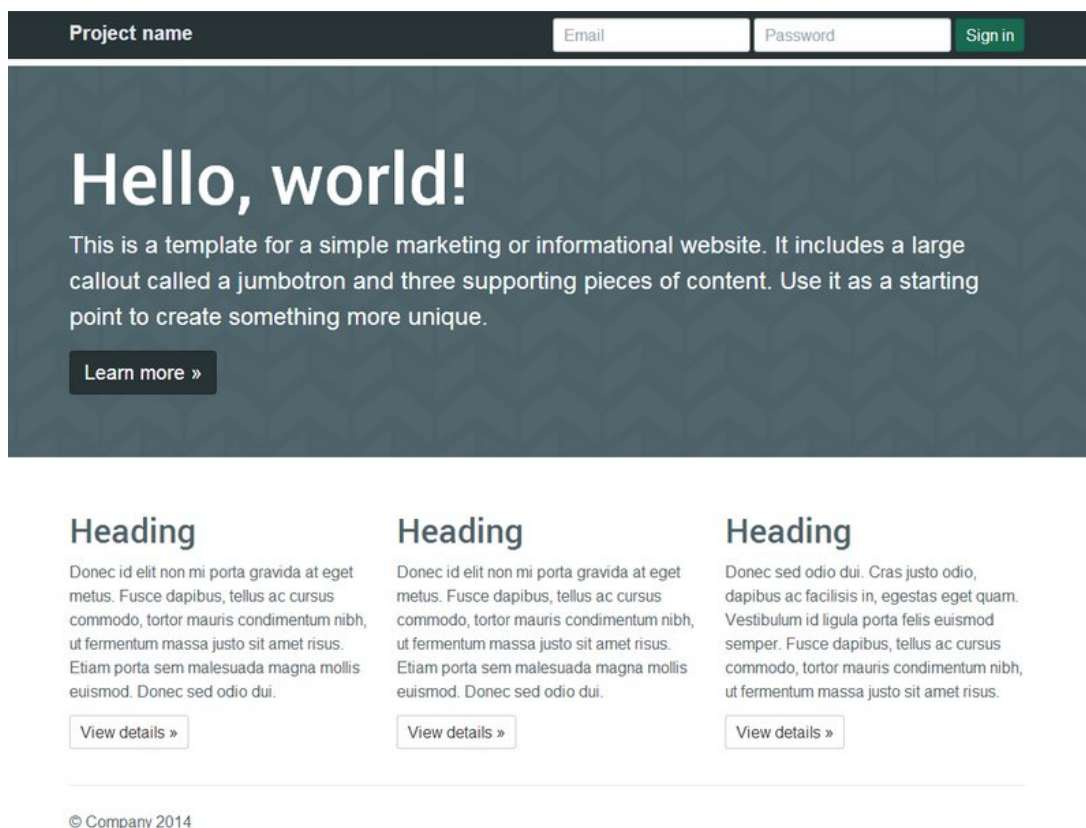 Project name
Email
Password
Sign in
Hello, world!
This is a template for a simple marketing or informational website. It includes a large
callout called a jumbotron and three supporting pieces of content. Use it as a starting
point to create something more unique.
Learn more »
Heading
Donec id elit non mi porta gravida at eget
metus. Fusce dapibus, tellus ac cursus
commodo, tortor mauris condimentum nibh,
ut fermentum massa justo sit amet risus.
Etiam porta sem malesuada magna mollis
euismod. Donec sed odio dui.
View details »
Heading
Donec id elit non mi porta gravida at eget
metus. Fusce dapibus, tellus ac cursus
commodo, tortor mauris condimentum nibh,
ut fermentum massa justo sit amet risus.
Etiam porta sem malesuada magna mollis
euismod. Donec sed odio dui.
View details »
Heading
Donec sed odio dui. Cras justo odio,
dapibus ac facilisis in, egestas eget quam.
Vestibulum id ligula porta felis euismod
semper. Fusce dapibus, tellus ac cursus
commodo, tortor mauris condimentum nibh,
ut fermentum massa justo sit amet risus.
View details »
© Company 2014